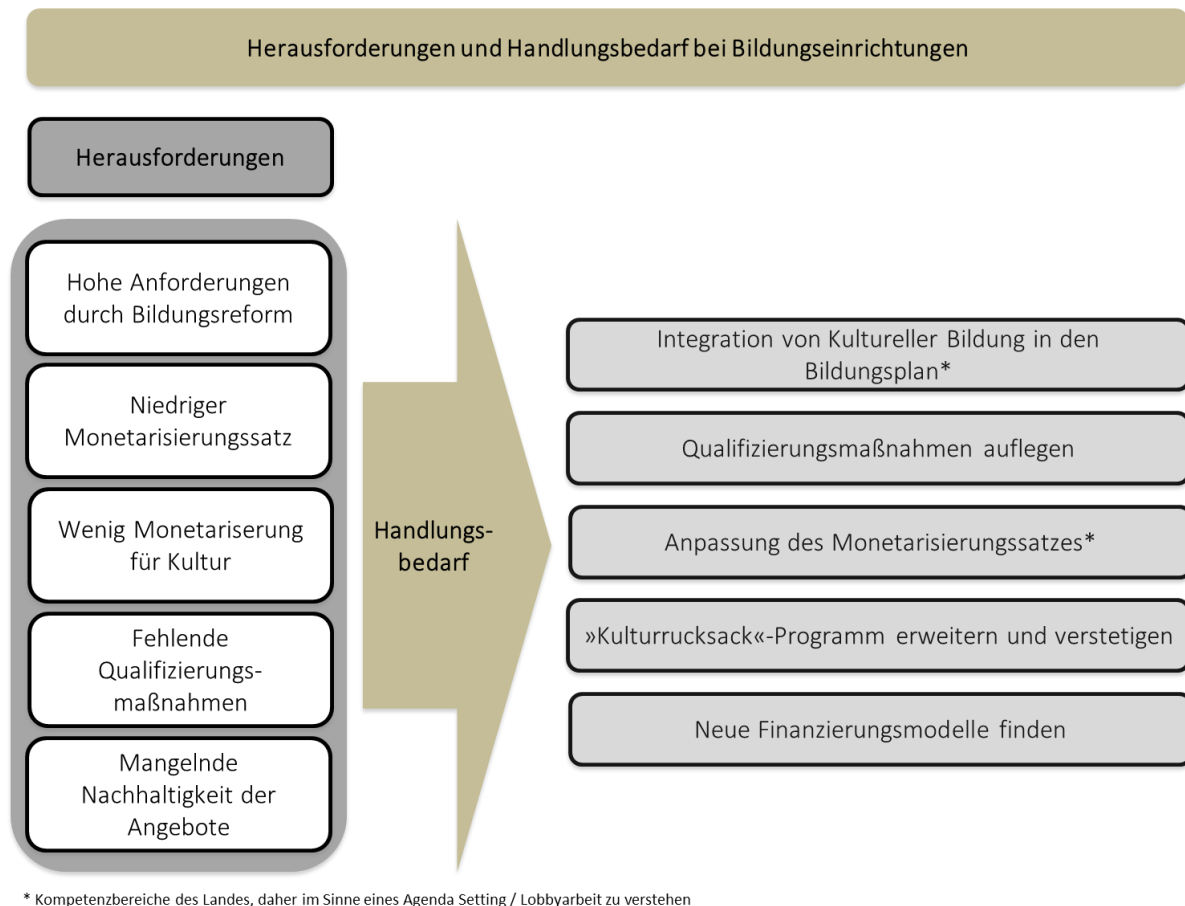 Herausforderungen und Handlungsbedarf bei Bildungseinrichtungen
Herausforderungen
Hohe Anforderungen
durch Bildungsreform
Niedriger
Monetarisierungssatz
Wenig Monetariserung
für Kultur
Fehlende
Qualifizierungs-
maßnahmen
Mangelnde
Nachhaltigkeit der
Angebote
Handlungs-
bedarf
Integration von Kultureller Bildung in den
Bildungsplan*
Qualifizierungsmaßnahmen auflegen
Anpassung des Monetarisierungssatzes*
»Kulturrucksack«-Programm erweitern und verstetigen
Neue Finanzierungsmodelle finden
* Kompetenzbereiche des Landes, daher im Sinne eines Agenda Setting / Lobbyarbeit zu verstehen